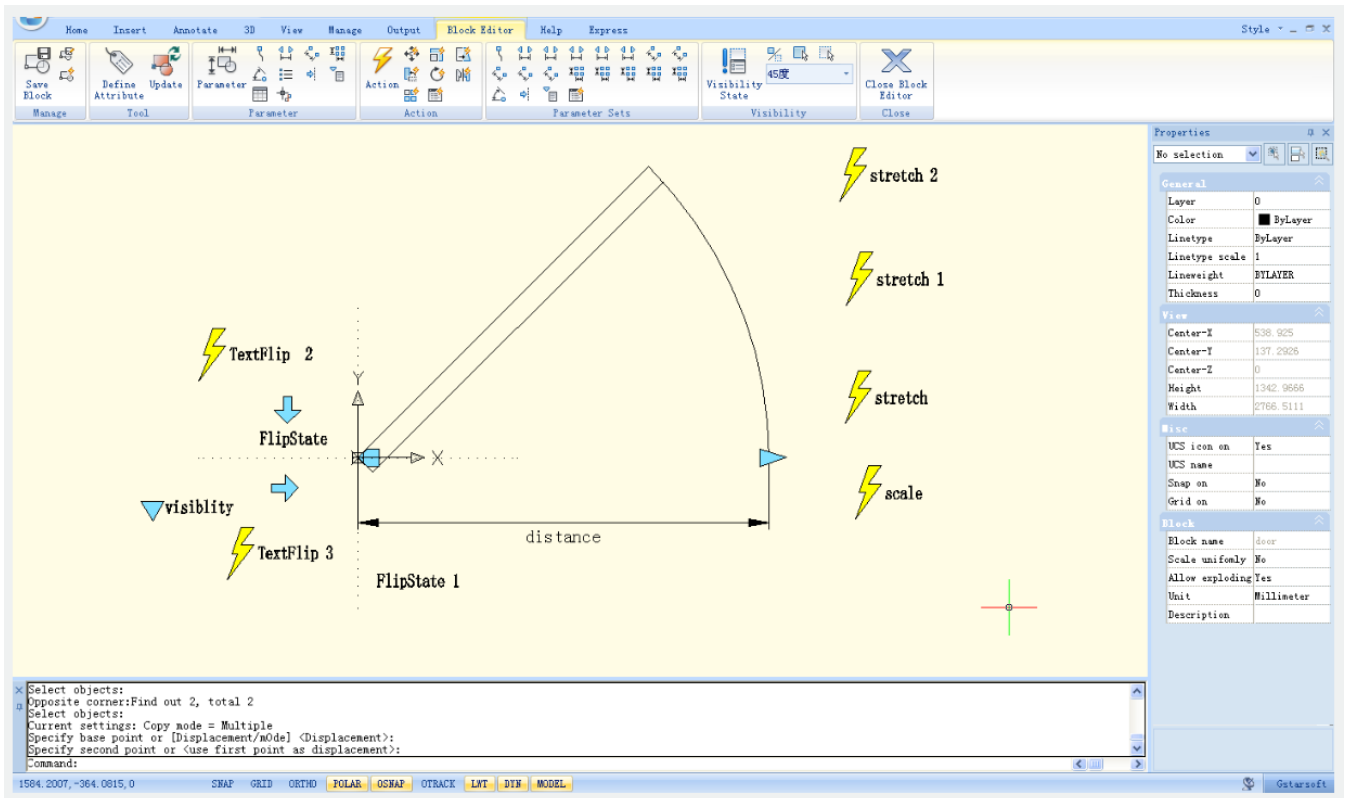 Home Insert Annotate 3D View Manage Output Block Editor Help Express Style
Save Block
Define Attribute
Update
Parameter
Action
Visibility State
45度
Close Block Editor
Manage Tool Parameter Action Parameter Sets Visibility Close
stretch 2
stretch 1
TextFlip 2
stretch
FlipState
Y
X
scale
visiblity
distance
TextFlip 3
FlipState 1
Properties
No selection
General
Layer 0
Color ByLayer
Linetype ByLayer
Linetype scale 1
Lineweight BYLAYER
Thickness 0
View
Center-X 538.925
Center-Y 137.2926
Center-Z 0
Height 1342.9666
Width 2766.5111
Misc
UCS icon on Yes
UCS name
Snap on No
Grid on No
Block
Block name door
Scale unifomly No
Allow exploding Yes
Unit Millimeter
Description
Select objects:
Opposite corner:Find out 2, total 2
Select objects:
Current settings: Copy mode = Multiple
Specify base point or [Displacement/mOde] <Displacement>:
Specify second point or <use first point as displacement>:
Command:
1584.2007,-364.0815,0 SNAP GRID ORTHO POLAR OSNAP OTRACK LWT DYN MODEL Gstarsoft